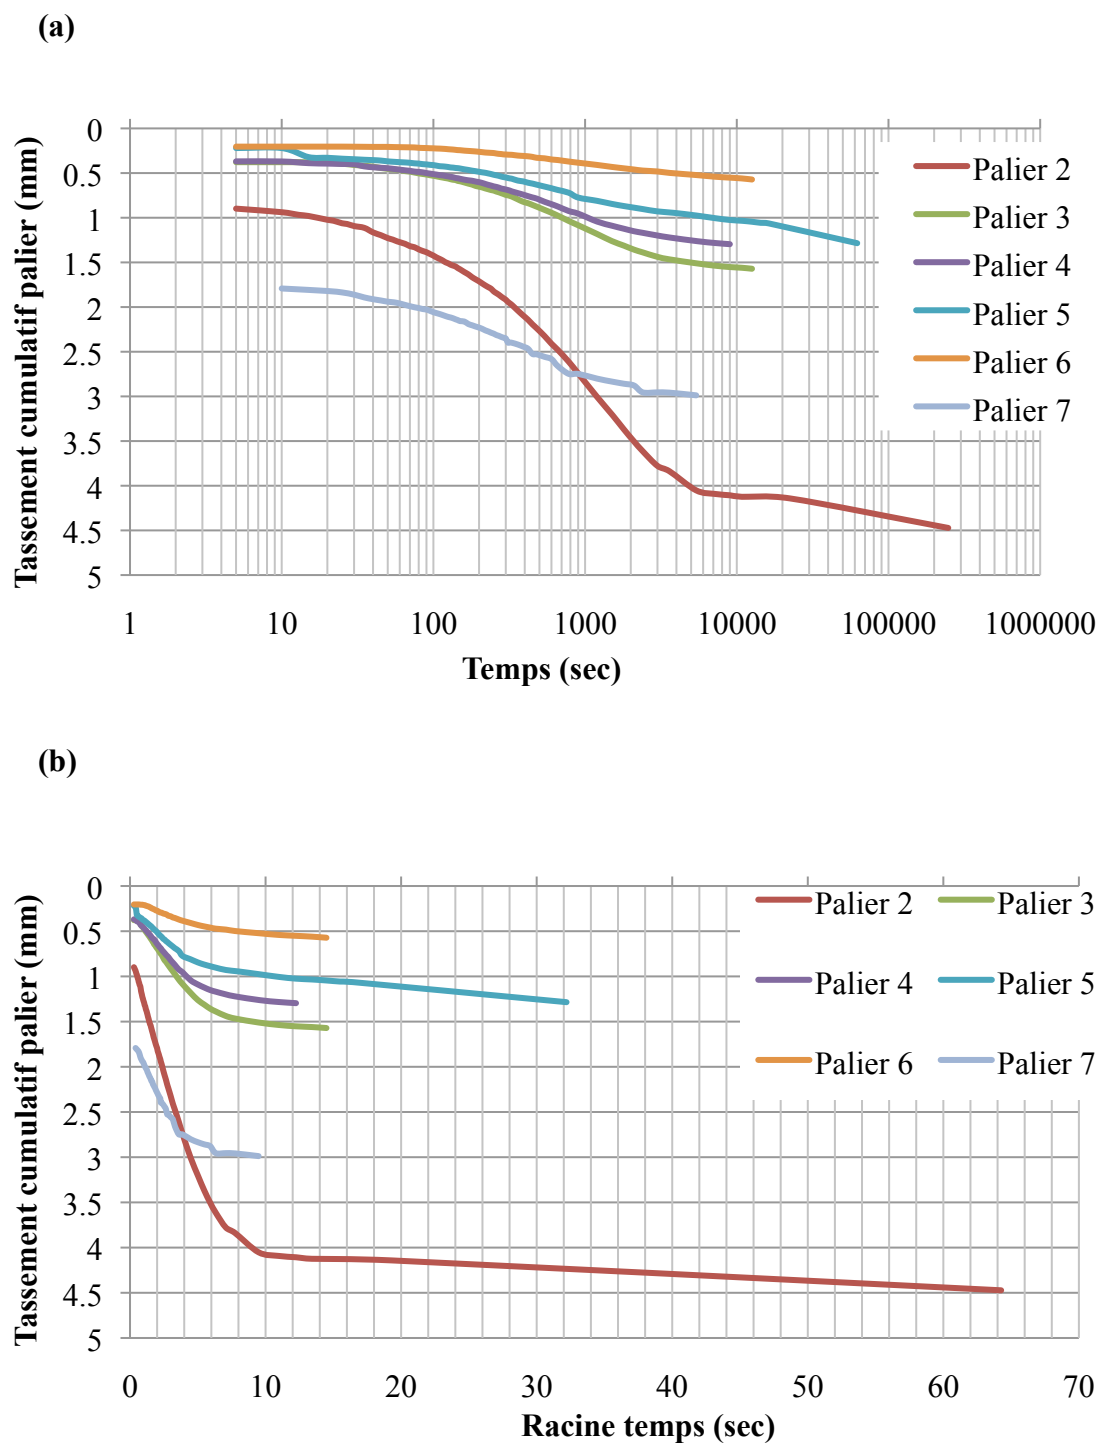 (a)
Tassement cumulatif palier (mm)
0
0.5
1
1.5
2
2.5
3
3.5
4
4.5
5
1
10
100
1000
10000
100000
1000000
Temps (sec)
Palier 2
Palier 3
Palier 4
Palier 5
Palier 6
Palier 7
(b)
Tassement cumulatif palier (mm)
0
0.5
1
1.5
2
2.5
3
3.5
4
4.5
5
0
10
20
30
40
50
60
70
Racine temps (sec)
Palier 2
Palier 3
Palier 4
Palier 5
Palier 6
Palier 7